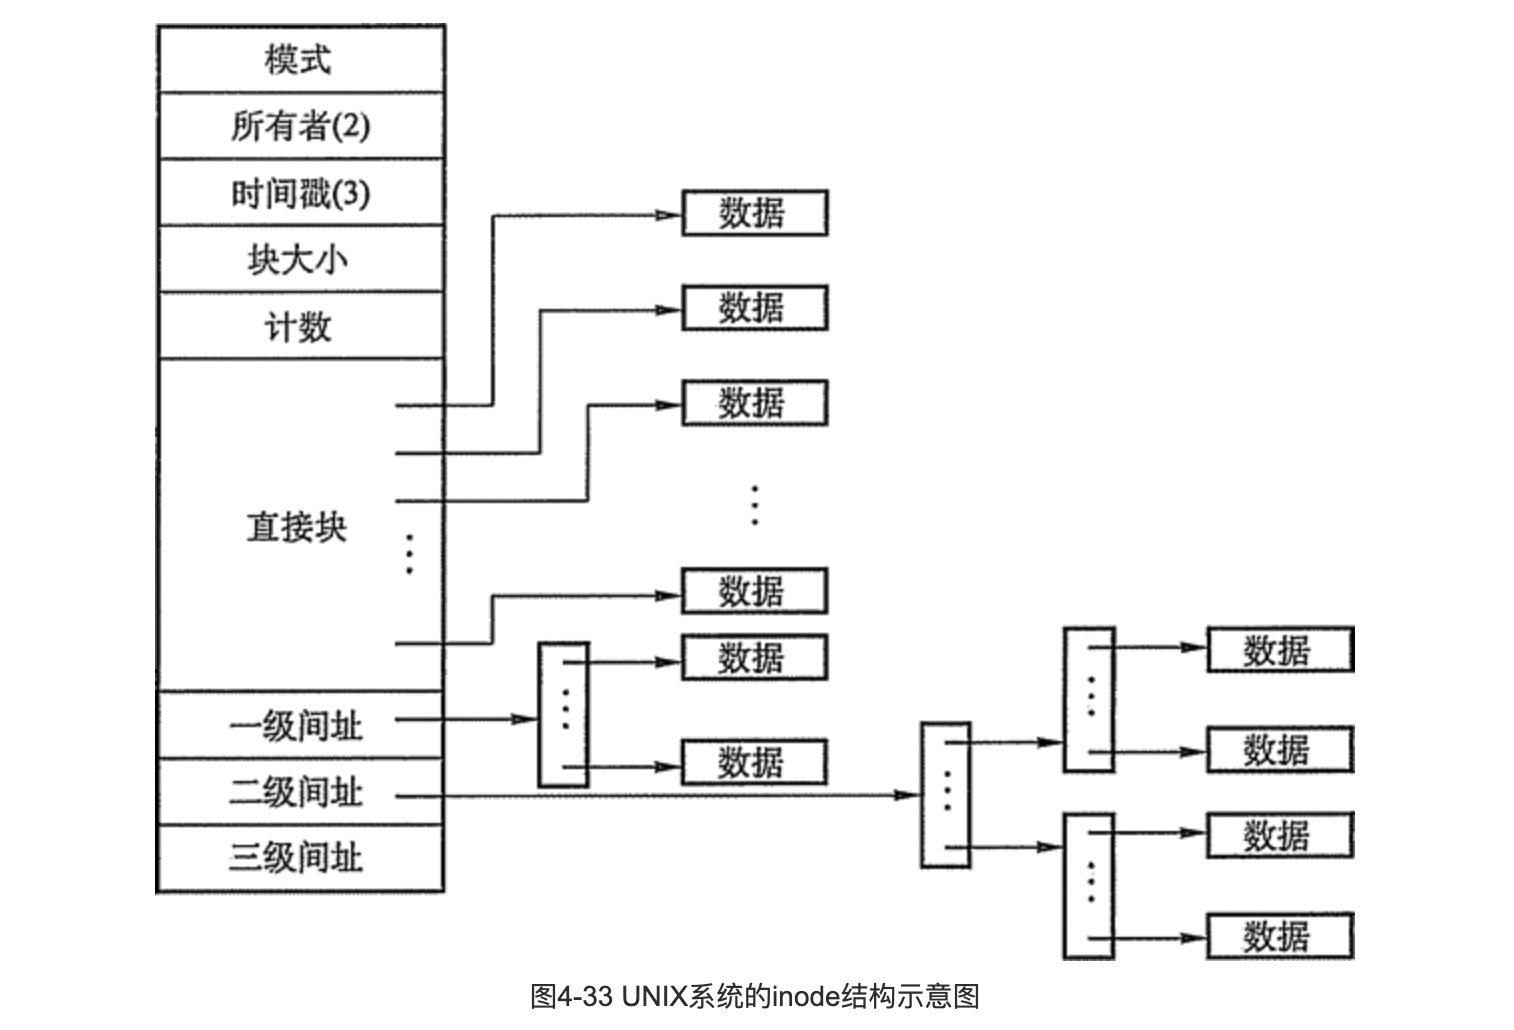 模式
所有者(2)
时间戳(3)
块大小
计数
直接块
一级间址
二级间址
三级间址
数据
数据
数据
数据
数据
数据
数据
数据
数据
数据
图4-33 UNIX系统的inode结构示意图